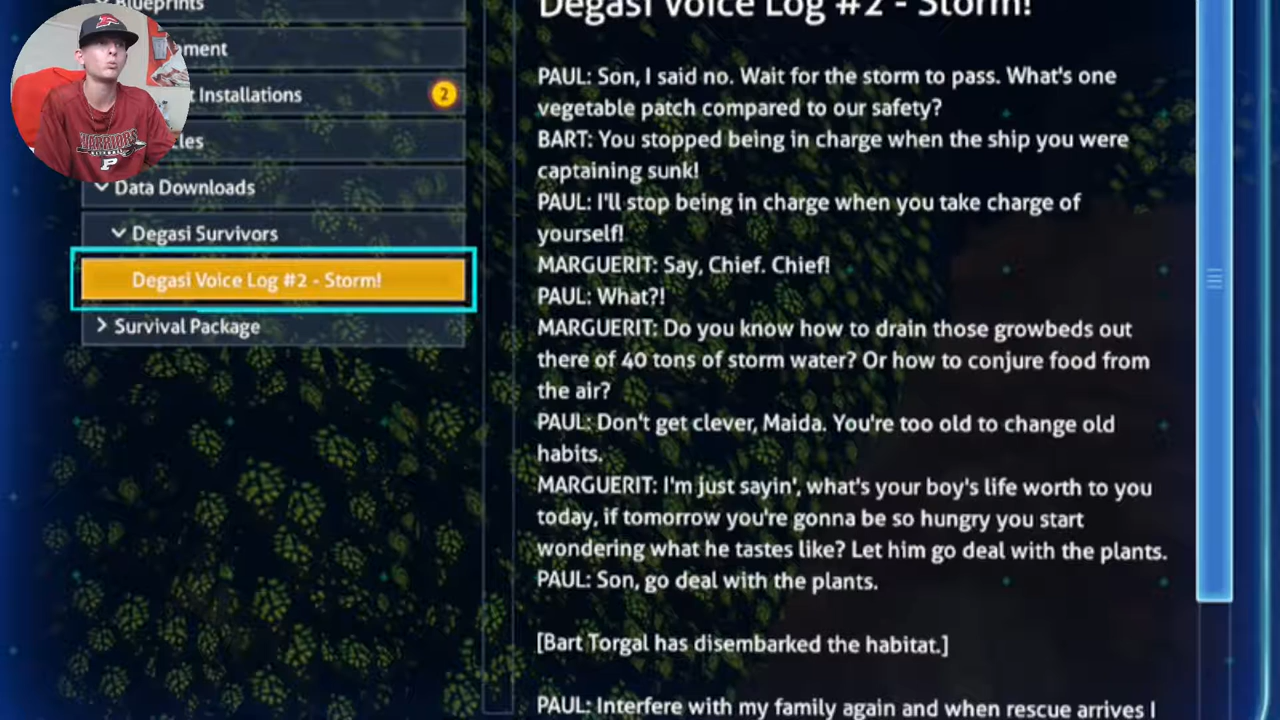 Blueprints
ment
t Installations
2
cles
Data Downloads
Degasi Survivors
Degasi Voice Log #2 - Storm!
Survival Package
WARRIORS
P
Degasi Voice Log #2 - Storm!
PAUL: Son, I said no. Wait for the storm to pass. What's one
vegetable patch compared to our safety?
BART: You stopped being in charge when the ship you were
captaining sunk!
PAUL: I'll stop being in charge when you take charge of
yourself!
MARGUERIT: Say, Chief. Chief!
PAUL: What?!
MARGUERIT: Do you know how to drain those growbeds out
there of 40 tons of storm water? Or how to conjure food from
the air?
PAUL: Don't get clever, Maida. You're too old to change old
habits.
MARGUERIT: I'm just sayin', what's your boy's life worth to you
today, if tomorrow you're gonna be so hungry you start
wondering what he tastes like? Let him go deal with the plants.
PAUL: Son, go deal with the plants.
[Bart Torgal has disembarked the habitat.]
PAUL: Interfere with my family again and when rescue arrives I